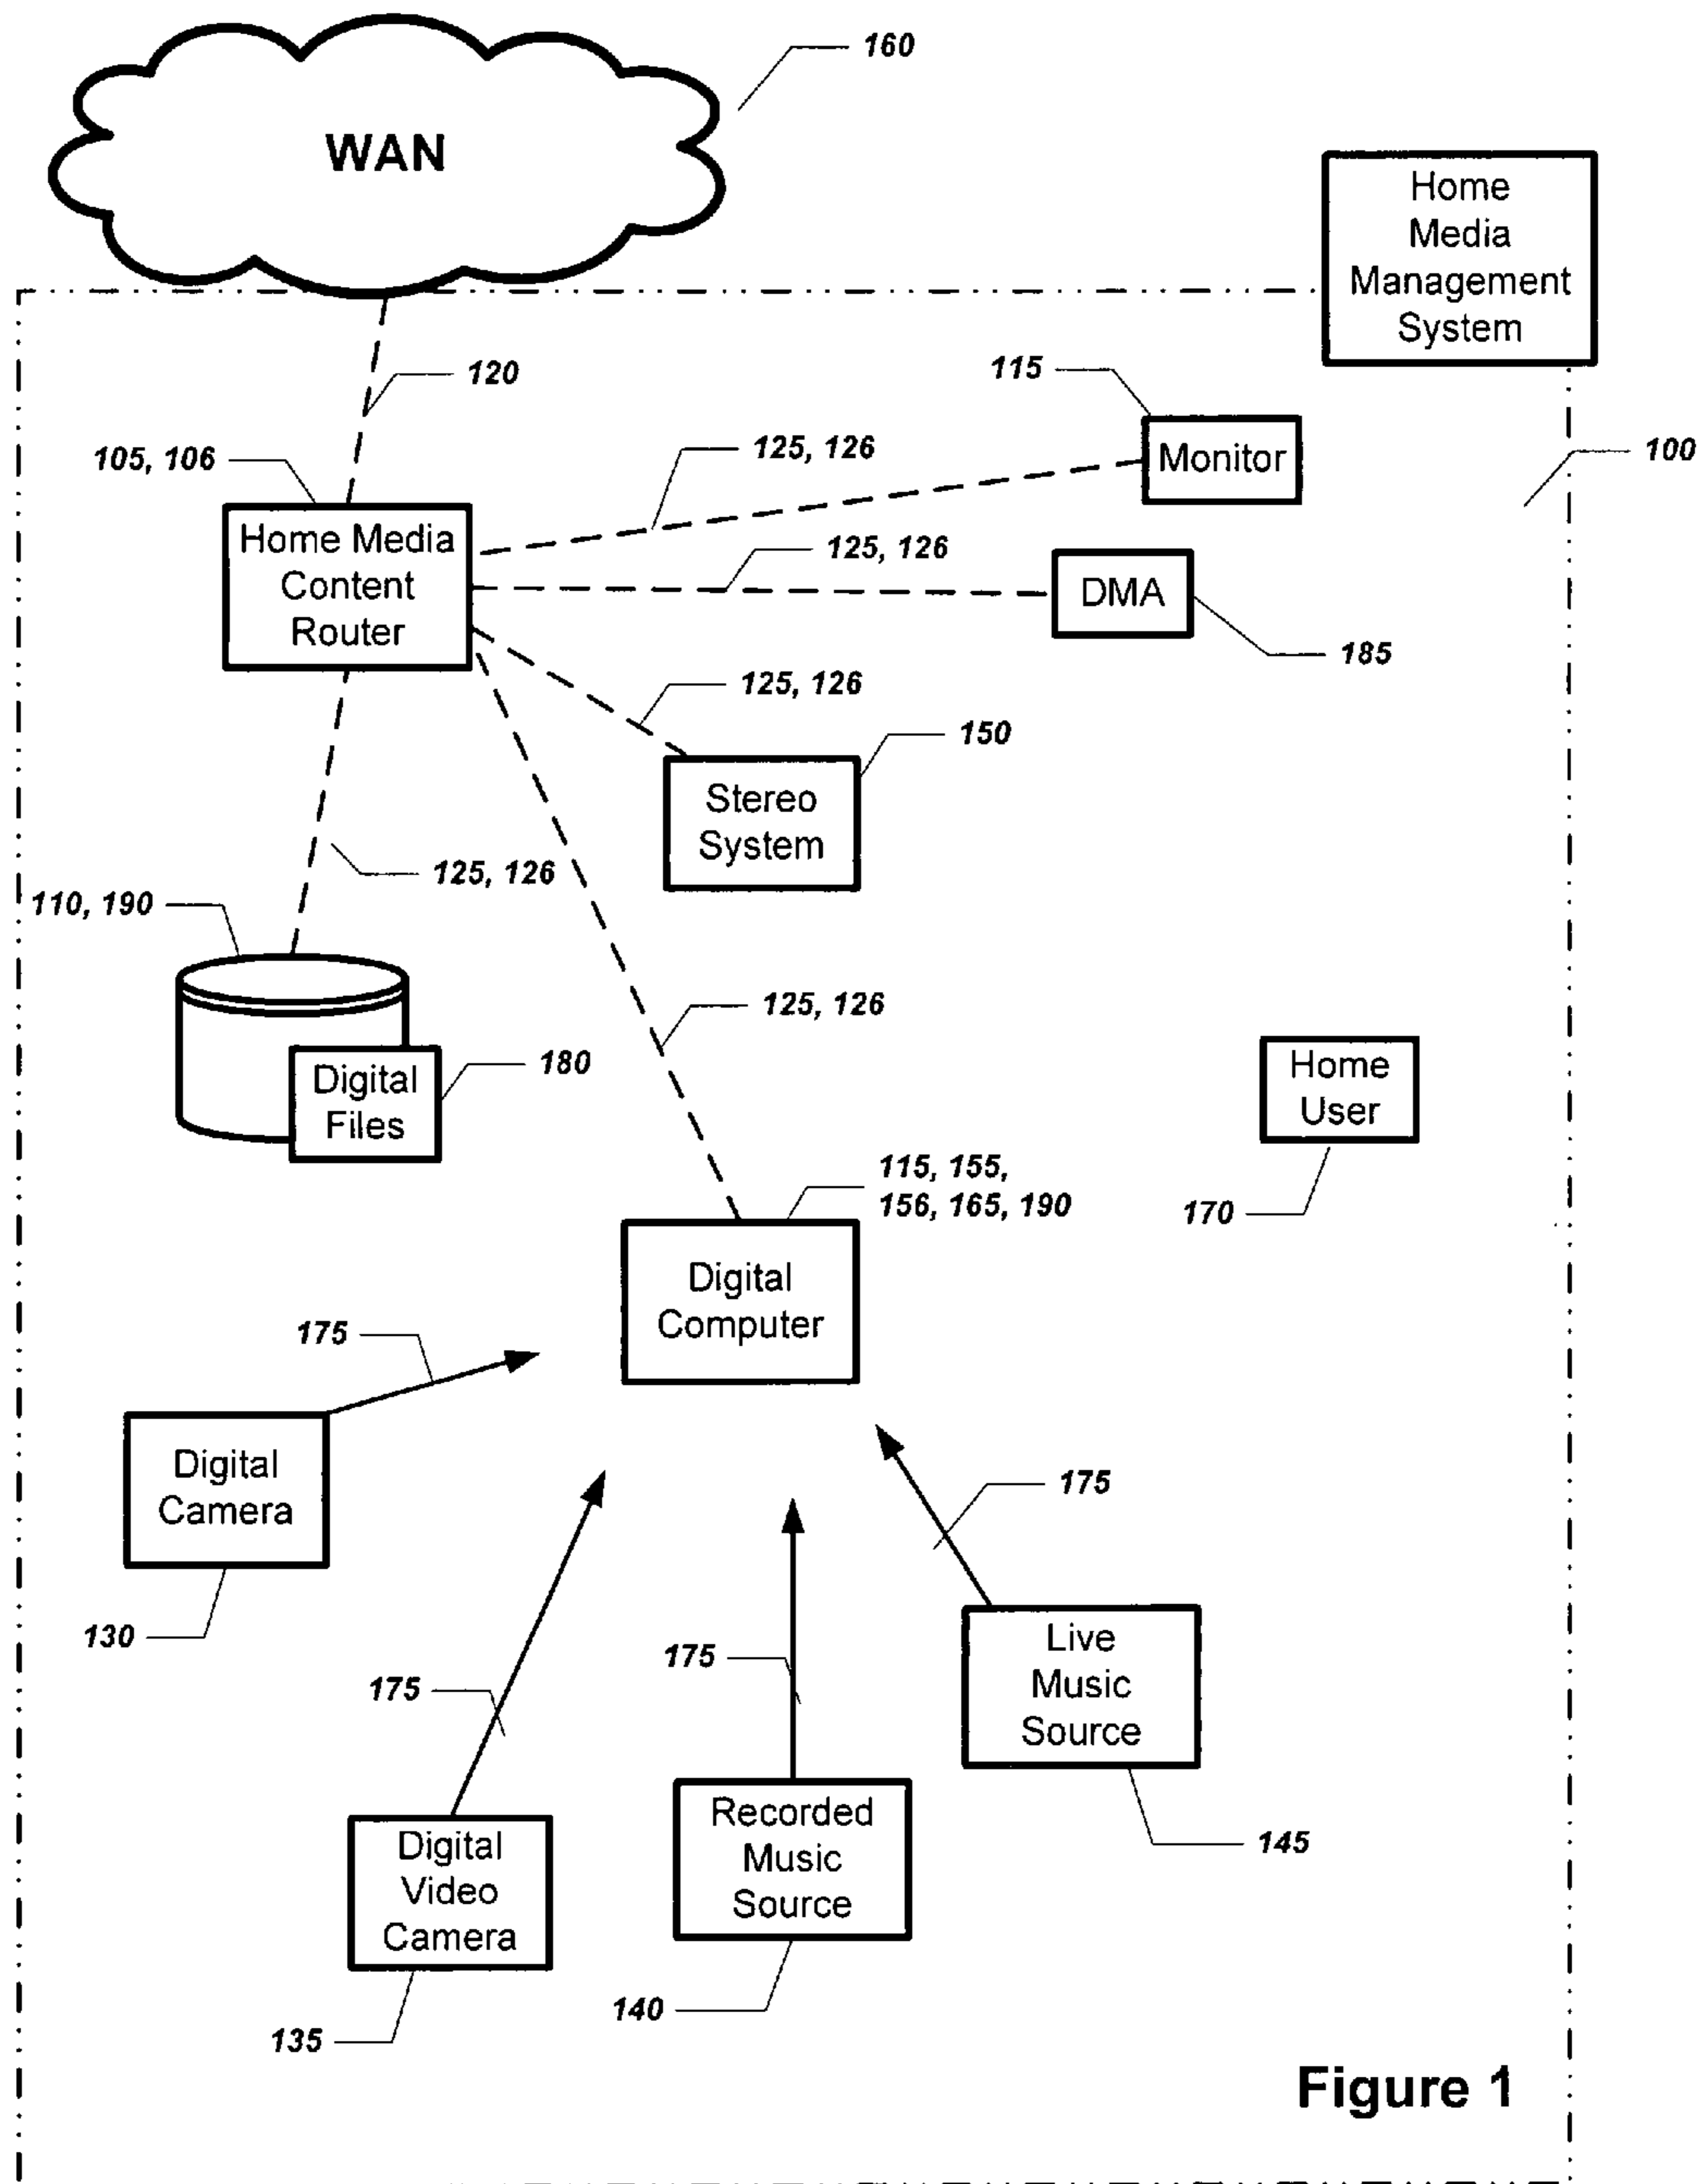 160
WAN
Home
Media
Management
System
120
115
105, 106
125, 126
Monitor
100
Home Media
Content
Router
125, 126
DMA
185
125, 126
150
Stereo
System
125, 126
110, 190
125, 126
Digital
Files
180
Home
User
170
115, 155,
156, 165, 190
Digital
Computer
175
Digital
Camera
130
175
175
175
Live
Music
Source
145
Digital
Video
Camera
135
Recorded
Music
Source
140
Figure 1